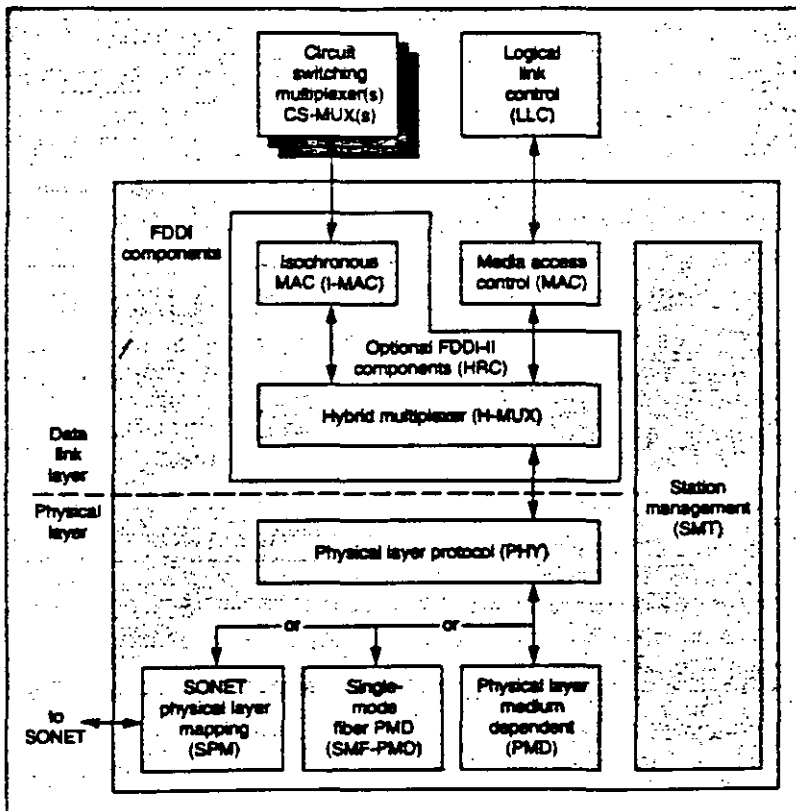 Circuit
switching
multiplexer(s)
CS-MUX(s)
Logical
link
control
(LLC)
FDDI
components
Isochronous
MAC (I-MAC)
Media access
control (MAC)
Optional FDDI-II
components (HRC)
Hybrid multiplexer (H-MUX)
Data
link
layer
Physical
layer
Station
management
(SMT)
Physical layer protocol (PHY)
or
or
to
SONET
SONET
physical layer
mapping
(SPM)
Single-
mode
fiber PMD
(SMF-PMD)
Physical layer
medium
dependent
(PMD)